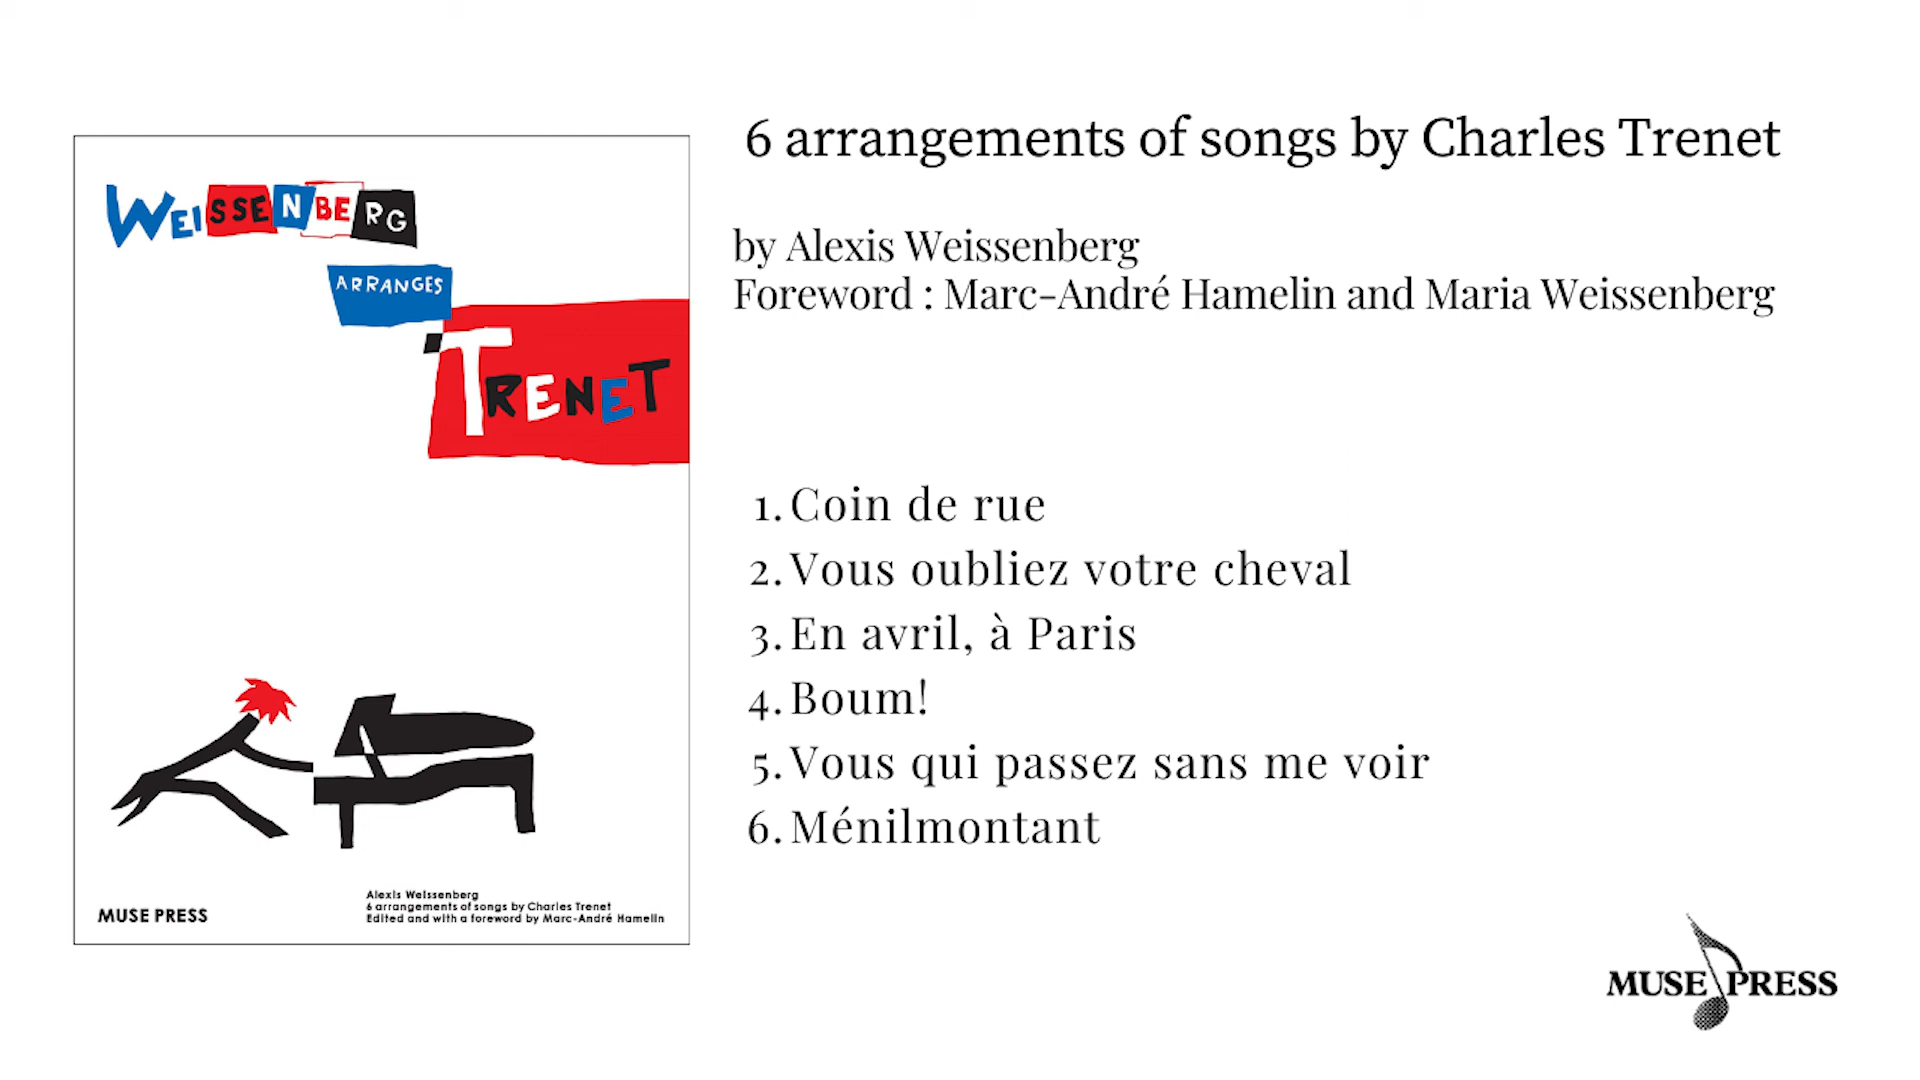 WEISSENBERG
ARRANGES
TRENET
MUSE PRESS
Alexis Weissenberg
6 arrangements of songs by Charles Trenet
Edited and with a foreword by Marc-André Hamelin
6 arrangements of songs by Charles Trenet
by Alexis Weissenberg
Foreword : Marc-André Hamelin and Maria Weissenberg
1. Coin de rue
2. Vous oubliez votre cheval
3. En avril, à Paris
4. Boum!
5. Vous qui passez sans me voir
6. Ménilmontant
MUSE PRESS